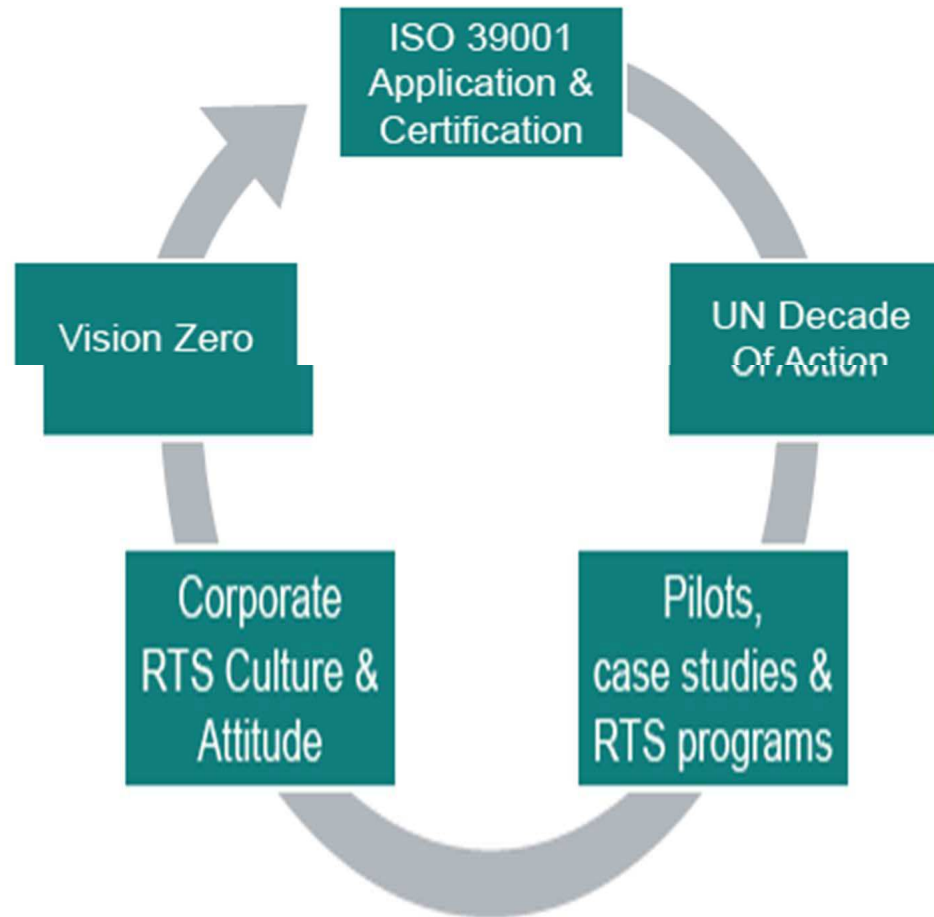 ISO 39001
Application &
Certification
UN Decade
Of Action
Pilots,
case studies &
RTS programs
Corporate
RTS Culture &
Attitude
Vision Zero